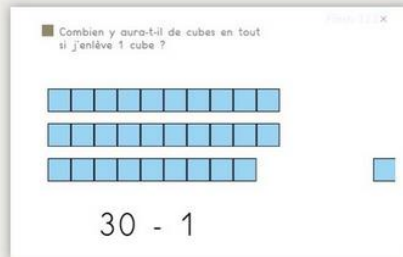 Combien y aura-t-il de cubes en tout
si j'enlève 1 cube ?
30 - 1